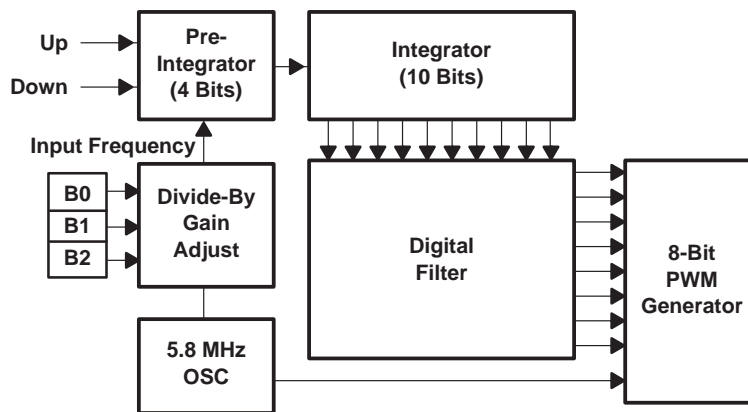 Up
Down
Pre-
Integrator
(4 Bits)
Integrator
(10 Bits)
Input Frequency
B0
B1
B2
Divide-By
Gain
Adjust
Digital
Filter
8-Bit
PWM
Generator
5.8 MHz
OSC